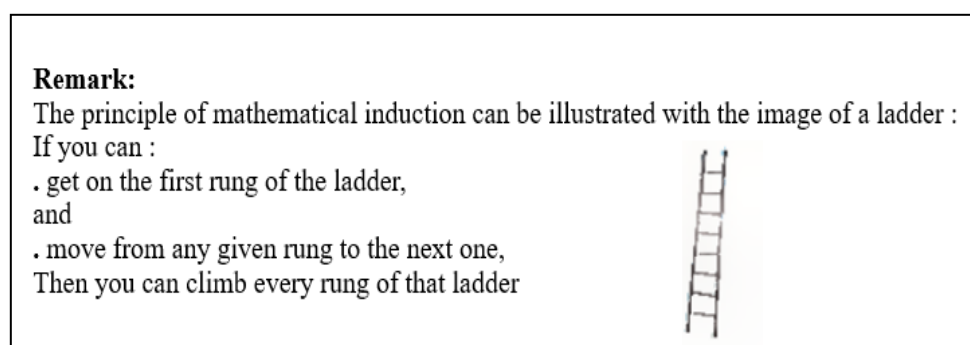 Remark:
The principle of mathematical induction can be illustrated with the image of a ladder :
If you can :
. get on the first rung of the ladder,
and
. move from any given rung to the next one,
Then you can climb every rung of that ladder